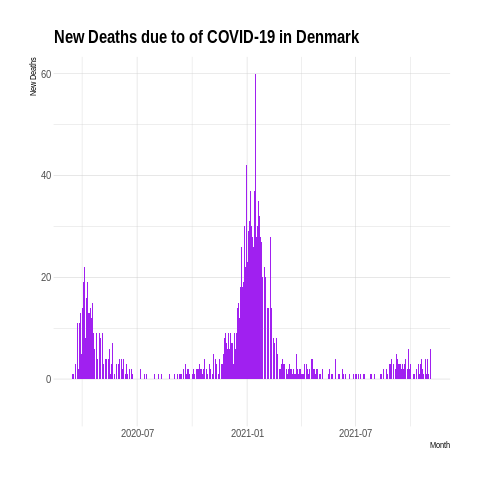 New Deaths due to of COVID-19 in Denmark
New Deaths
60
40
20
0
2020-07
2021-01
2021-07
Month